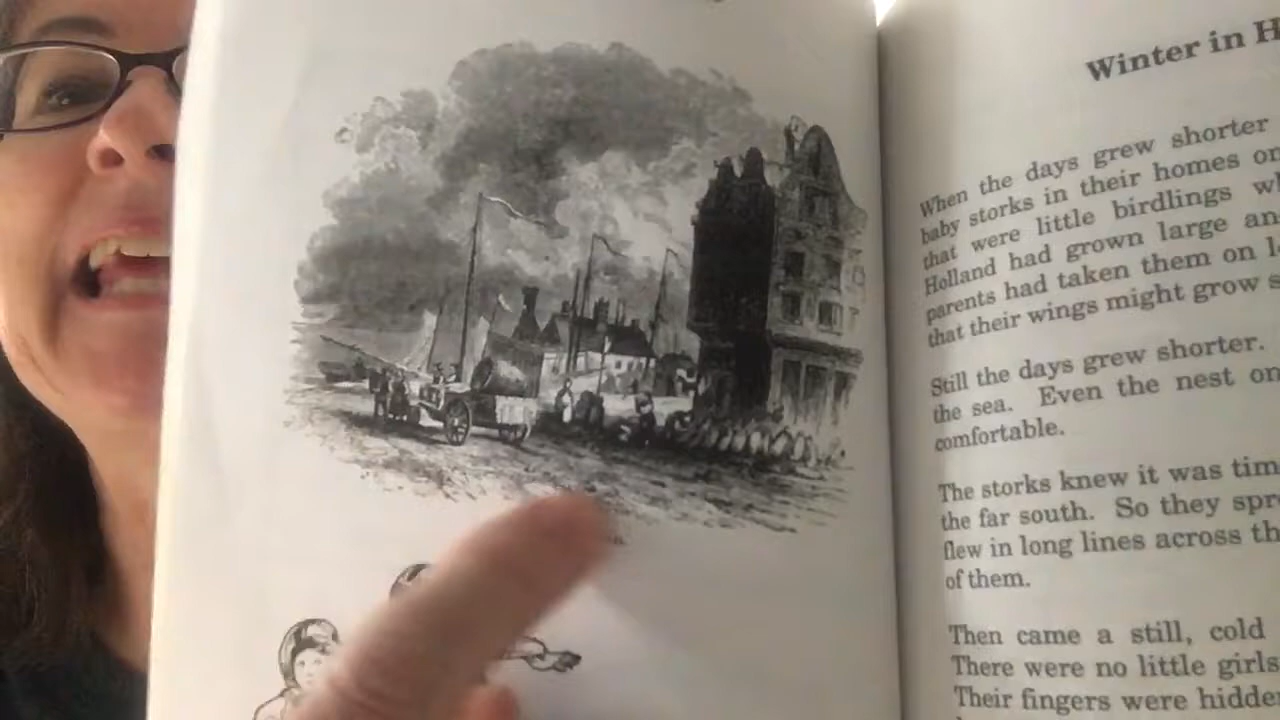 Winter in H
When the days grew shorter
baby storks in their homes on
that were little birdlings wh
Holland had grown large an
parents had taken them on l
that their wings might grow s
Still the days grew shorter.
the sea. Even the nest on
comfortable.
The storks knew it was tim
the far south. So they spr
flew in long lines across th
of them.
Then came a still, cold
There were no little girls
Their fingers were hidde